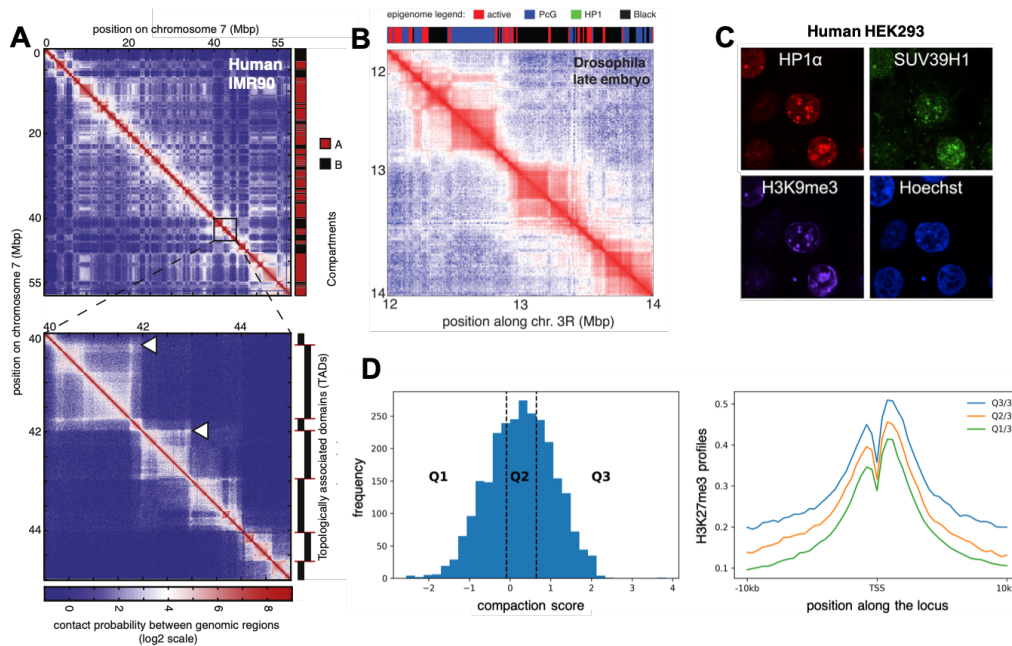 A
position on chromosome 7 (Mbp)
0 20 40 55
Human
IMR90
0
20
40
55
position on chromosome 7 (Mbp)
A
B
Compartments
40 42 44
40
42
44
Topologically associated domains (TADs)
0 2 4 6 8
contact probability between genomic regions
(log2 scale)
B
epigenome legend: active PcG HP1 Black
Drosophila
late embryo
12
13
14
12 13 14
position along chr. 3R (Mbp)
C
Human HEK293
HP1α SUV39H1
H3K9me3 Hoechst
D
250
200
150
100
50
0
frequency
Q1 Q2 Q3
−2 −1 0 1 2 3 4
compaction score
0.5
0.4
0.3
0.2
0.1
H3K27me3 profiles
Q3/3
Q2/3
Q1/3
-10kb TSS 10k
position along the locus